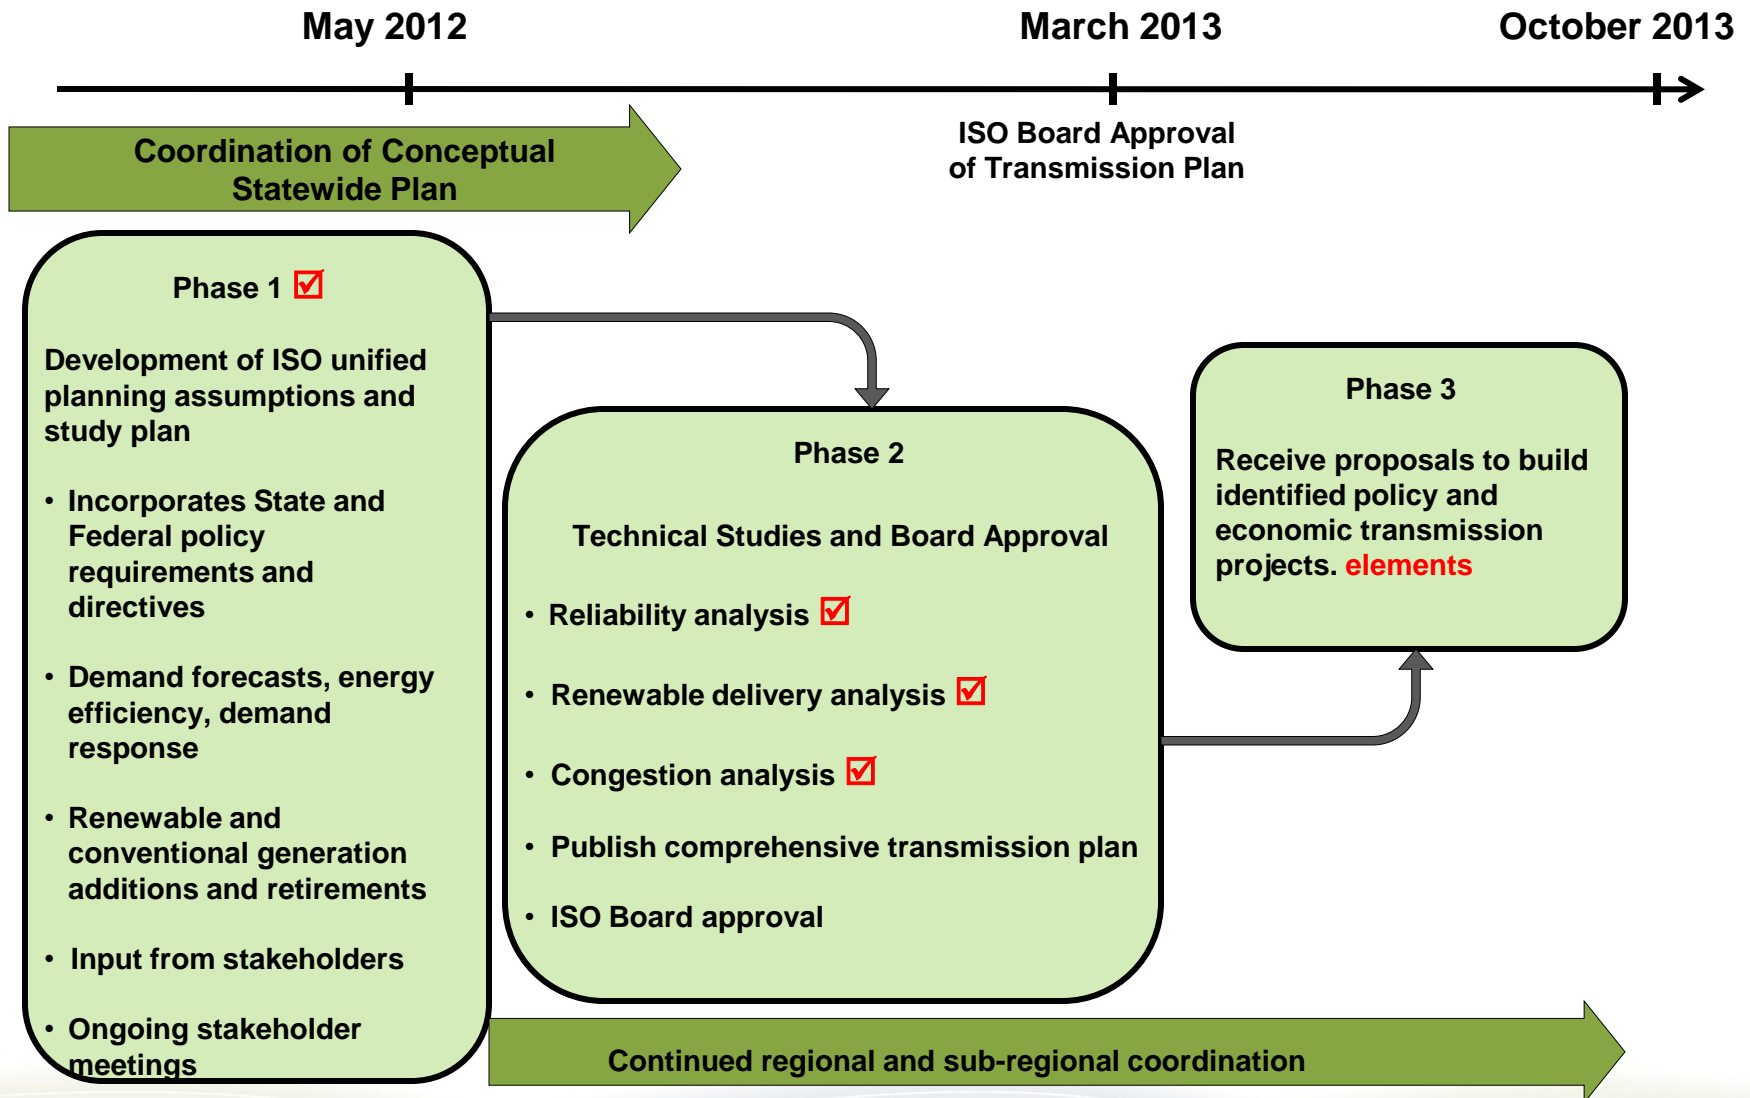 May 2012
March 2013
October 2013
Coordination of Conceptual
Statewide Plan
ISO Board Approval
of Transmission Plan
Phase 1 ☑
Development of ISO unified
planning assumptions and
study plan
• Incorporates State and
Federal policy
requirements and
directives
• Demand forecasts, energy
efficiency, demand
response
• Renewable and
conventional generation
additions and retirements
• Input from stakeholders
• Ongoing stakeholder
meetings
Phase 2
Technical Studies and Board Approval
• Reliability analysis ☑
• Renewable delivery analysis ☑
• Congestion analysis ☑
• Publish comprehensive transmission plan
• ISO Board approval
Phase 3
Receive proposals to build
identified policy and
economic transmission
projects. elements
Continued regional and sub-regional coordination